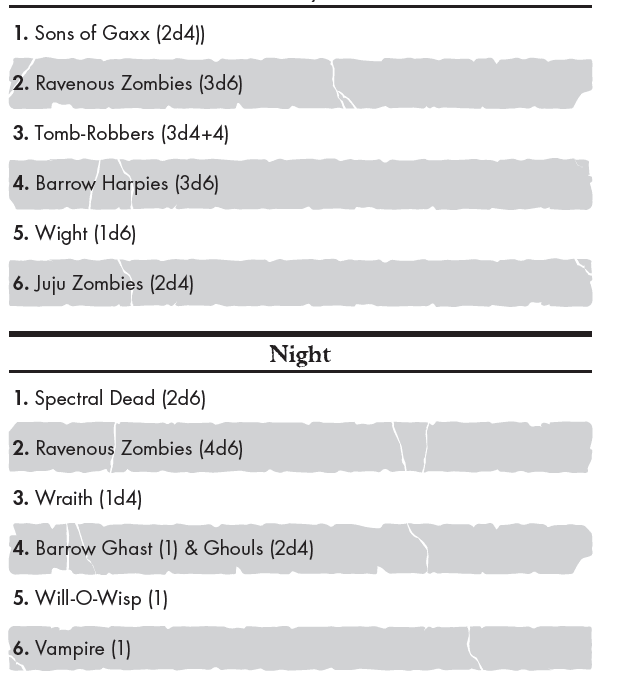 1. Sons of Gaxx (2d4))
2. Ravenous Zombies (3d6)
3. Tomb-Robbers (3d4+4)
4. Barrow Harpies (3d6)
5. Wight (1d6)
6. Juju Zombies (2d4)
Night
1. Spectral Dead (2d6)
2. Ravenous Zombies (4d6)
3. Wraith (1d4)
4. Barrow Ghast (1) & Ghouls (2d4)
5. Will-O-Wisp (1)
6. Vampire (1)